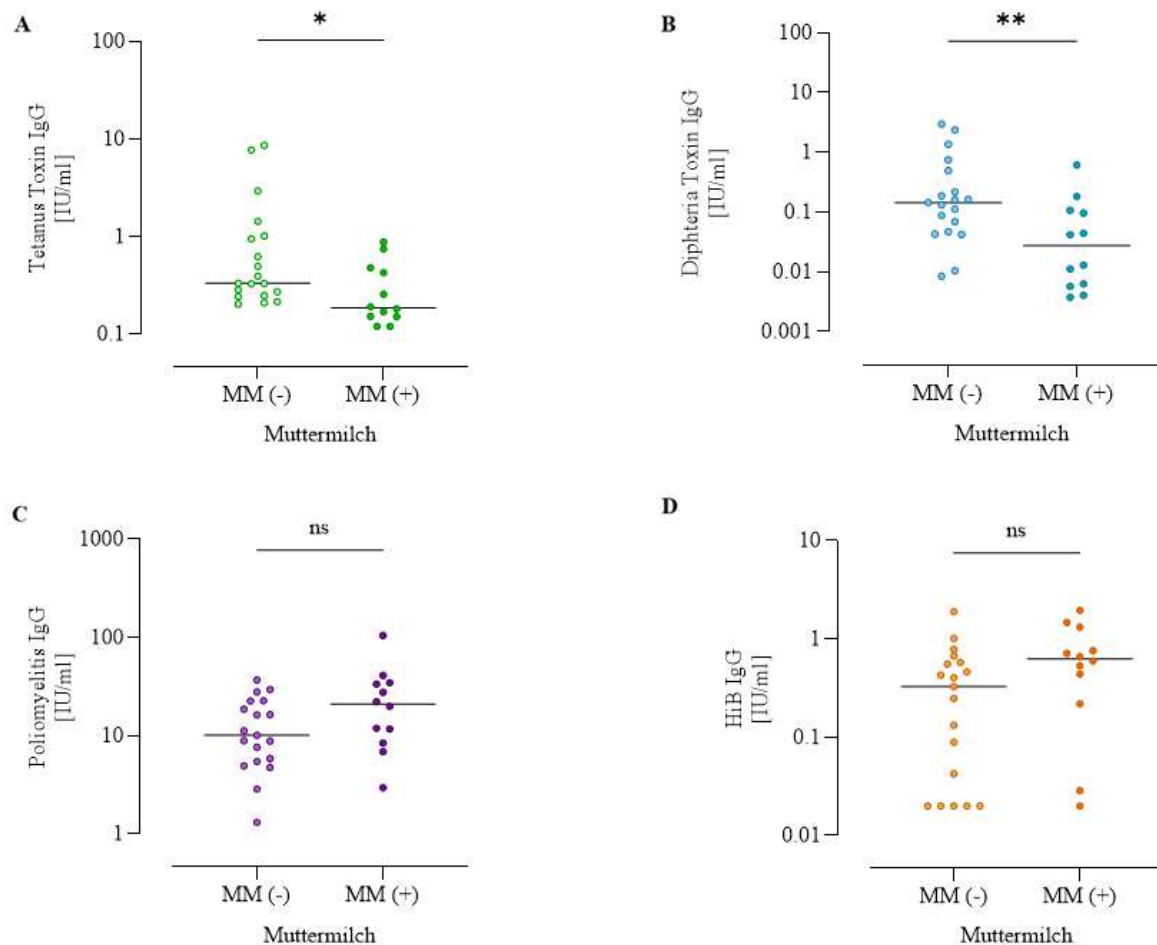 A
*
100
10
1
0.1
Tetanus Toxin IgG
[IU/ml]
MM (-)
MM (+)
Muttermilch
B
**
100
10
1
0.1
0.01
0.001
Diphteria Toxin IgG
[IU/ml]
MM (-)
MM (+)
Muttermilch
C
ns
1000
100
10
1
Poliomyelitis IgG
[IU/ml]
MM (-)
MM (+)
Muttermilch
D
ns
10
1
0.1
0.01
HiB IgG
[IU/ml]
MM (-)
MM (+)
Muttermilch